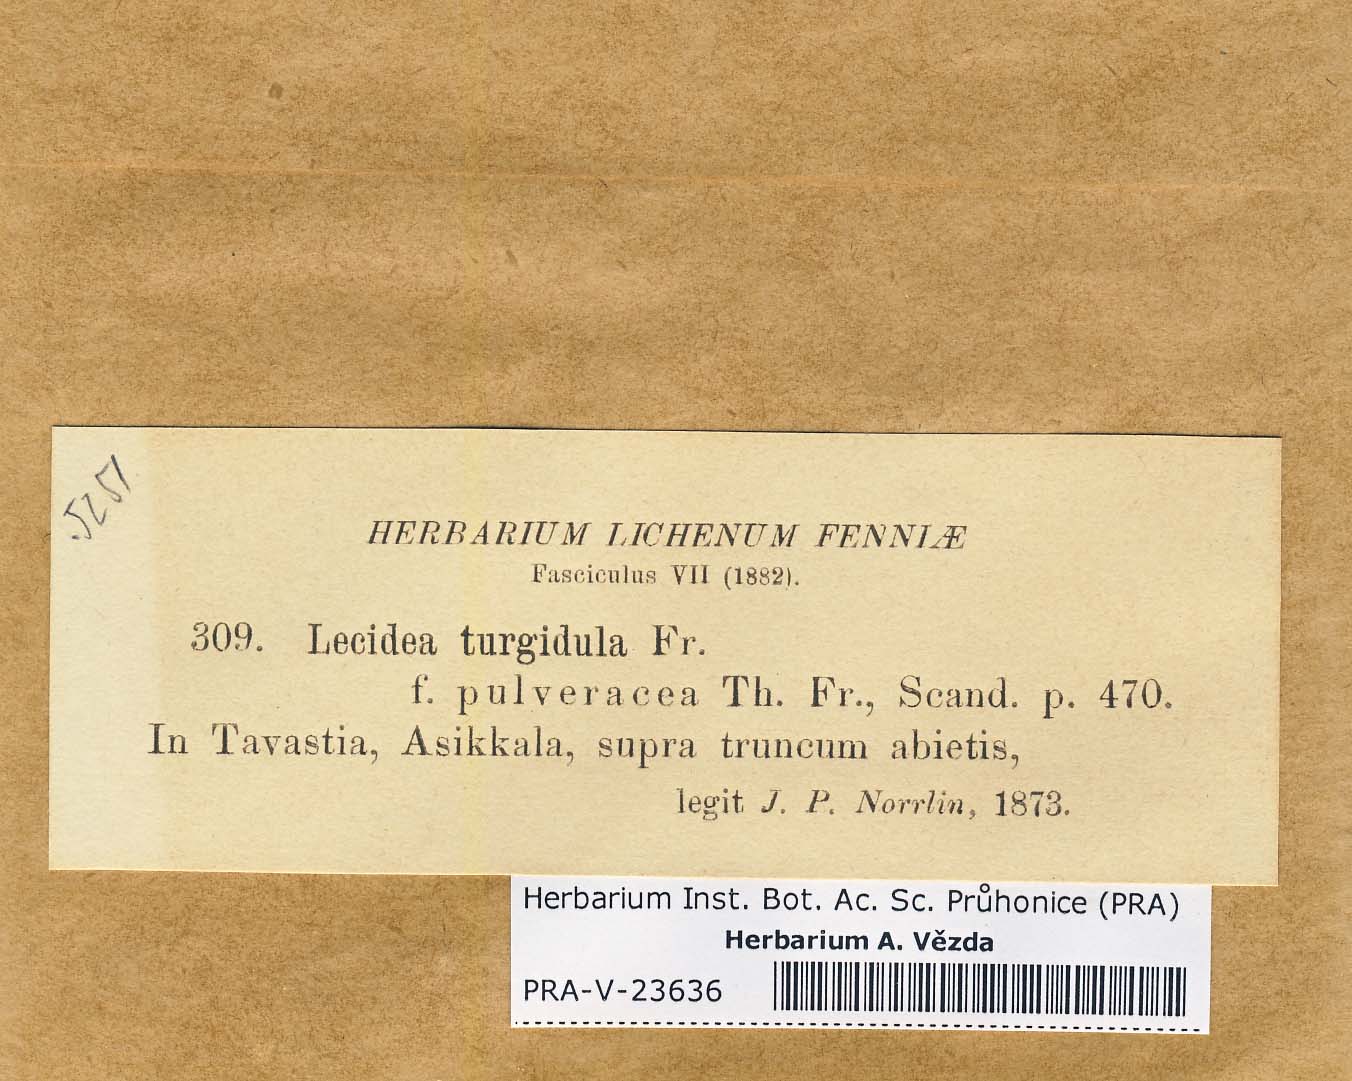 5251
HERBARIUM LICHENUM FENNIÆ
Fasciculus VII (1882).
309. Lecidea turgidula Fr.
f. pulveracea Th. Fr., Scand. p. 470.
In Tavastia, Asikkala, supra truncum abietis,
legit J. P. Norrlin, 1873.
Herbarium Inst. Bot. Ac. Sc. Průhonice (PRA)
Herbarium A. Vězda
PRA-V-23636